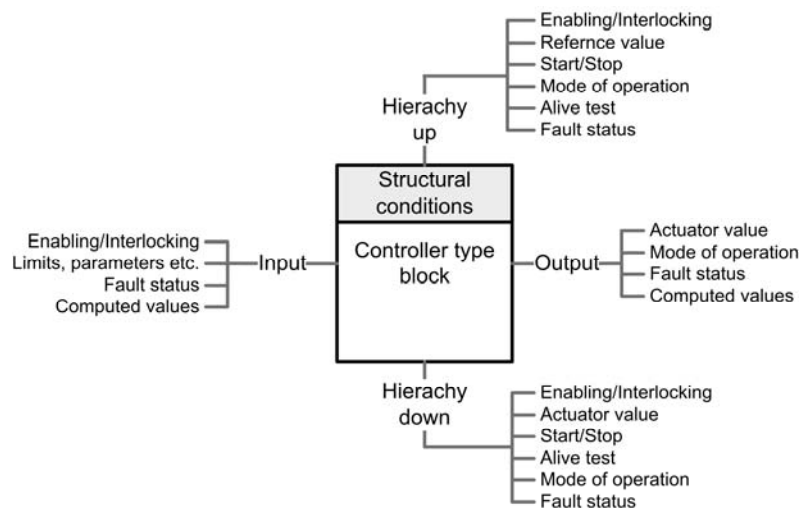 Enabling/Interlocking
Refernce value
Start/Stop
Mode of operation
Alive test
Fault status
Hierachy
up
Structural
conditions
Controller type
block
Enabling/Interlocking
Limits, parameters etc.
Fault status
Computed values
Input
Output
Actuator value
Mode of operation
Fault status
Computed values
Hierachy
down
Enabling/Interlocking
Actuator value
Start/Stop
Alive test
Mode of operation
Fault status